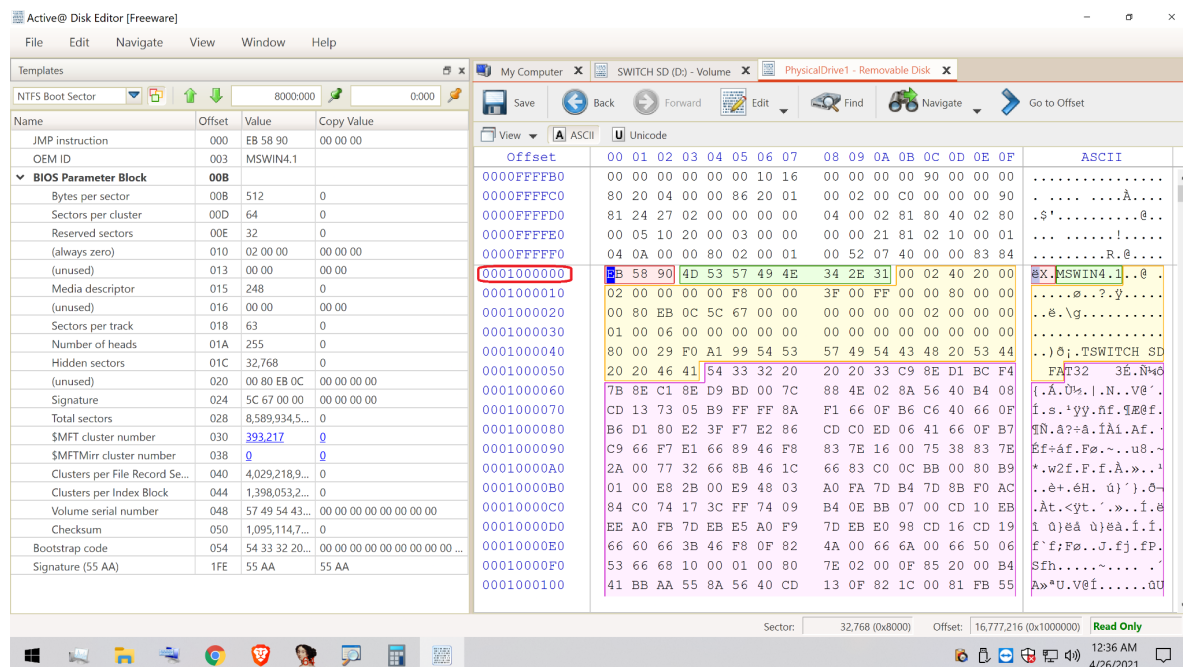 Active@ Disk Editor [Freeware]
File Edit Navigate View Window Help
Templates
NTFS Boot Sector 8000:000 0:000
Name Offset Value Copy Value
JMP instruction 000 EB 58 90 00 00 00
OEM ID 003 MSWIN4.1
BIOS Parameter Block 00B
Bytes per sector 00B 512 0
Sectors per cluster 00D 64 0
Reserved sectors 00E 32 0
(always zero) 010 02 00 00 00 00 00
(unused) 013 00 00 00 00
Media descriptor 015 248 0
(unused) 016 00 00 00 00
Sectors per track 018 63 0
Number of heads 01A 255 0
Hidden sectors 01C 32,768 0
(unused) 020 00 80 EB 0C 00 00 00 00
Signature 024 5C 67 00 00 00 00 00 00
Total sectors 028 8,589,934,5... 0
$MFT cluster number 030 393,217 0
$MFTMirr cluster number 038 0 0
Clusters per File Record Se... 040 4,029,218,9... 0
Clusters per Index Block 044 1,398,053,2... 0
Volume serial number 048 57 49 54 43... 00 00 00 00 00 00 00 00
Checksum 050 1,095,114,7... 0
Bootstrap code 054 54 33 32 20... 00 00 00 00 00 00 00 00 ...
Signature (55 AA) 1FE 55 AA 55 AA
My Computer X SWITCH SD (D:) - Volume X PhysicalDrive1 - Removable Disk X
Save Back Forward Edit Find Navigate Go to Offset
View A ASCII U Unicode
Offset 00 01 02 03 04 05 06 07 08 09 0A 0B 0C 0D 0E 0F ASCII
0000FFFFB0 00 00 00 00 00 00 10 16 00 00 00 00 90 00 00 00 ................
0000FFFFC0 80 20 04 00 00 86 20 01 00 02 00 C0 00 00 00 90 . .... ....À....
0000FFFFD0 81 24 27 02 00 00 00 00 04 00 02 81 80 40 02 80 .$'..........@..
0000FFFFE0 00 05 10 20 00 03 00 00 00 00 21 81 02 10 00 01 ... ......!.....
0000FFFFF0 04 0A 00 00 80 02 00 01 00 52 07 40 00 00 83 84 .........R.@....
0001000000 EB 58 90 4D 53 57 49 4E 34 2E 31 00 02 40 20 00 ëX.MSWIN4.1..@ .
0001000010 02 00 00 00 00 F8 00 00 3F 00 FF 00 00 80 00 00 .....ø..?.ÿ.....
0001000020 00 80 EB 0C 5C 67 00 00 00 00 00 00 02 00 00 00 ..ë.\g..........
0001000030 01 00 06 00 00 00 00 00 00 00 00 00 00 00 00 00 ................
0001000040 80 00 29 F0 A1 99 54 53 57 49 54 43 48 20 53 44 ..)ð¡.TSWITCH SD
0001000050 20 20 46 41 54 33 32 20 20 20 33 C9 8E D1 BC F4 FAT32 3É.Ñ¼ô
0001000060 7B 8E C1 8E D9 BD 00 7C 88 4E 02 8A 56 40 B4 08 {.Á.Ù½.|.N..V@´.
0001000070 CD 13 73 05 B9 FF FF 8A F1 66 0F B6 C6 40 66 0F Í.s.¹ÿÿ.ñf.¶Æ@f.
0001000080 B6 D1 80 E2 3F F7 E2 86 CD C0 ED 06 41 66 0F B7 ¶Ñ.â?÷â.ÍÀí.Af.·
0001000090 C9 66 F7 E1 66 89 46 F8 83 7E 16 00 75 38 83 7E Éf÷áf.Fø.~..u8.~
00010000A0 2A 00 77 32 66 8B 46 1C 66 83 C0 0C BB 00 80 B9 *.w2f.F.f.À.»..¹
00010000B0 01 00 E8 2B 00 E9 48 03 A0 FA 7D B4 7D 8B F0 AC ..è+.éH. ú}´}.ð¬
00010000C0 84 C0 74 17 3C FF 74 09 B4 0E BB 07 00 CD 10 EB .Àt.<ÿt.´.»..Í.ë
00010000D0 EE A0 FB 7D EB E5 A0 F9 7D EB E0 98 CD 16 CD 19 î û}ëå ù}ëà.Í.Í.
00010000E0 66 60 66 3B 46 F8 0F 82 4A 00 66 6A 00 66 50 06 f`f;Fø..J.fj.fP.
00010000F0 53 66 68 10 00 01 00 80 7E 02 00 0F 85 20 00 B4 Sfh.....~.... .´
0001000100 41 BB AA 55 8A 56 40 CD 13 0F 82 1C 00 81 FB 55 A»ªU.V@Í......ûU
Sector: 32,768 (0x8000) Offset: 16,777,216 (0x1000000) Read Only
12:36 AM
4/26/2021